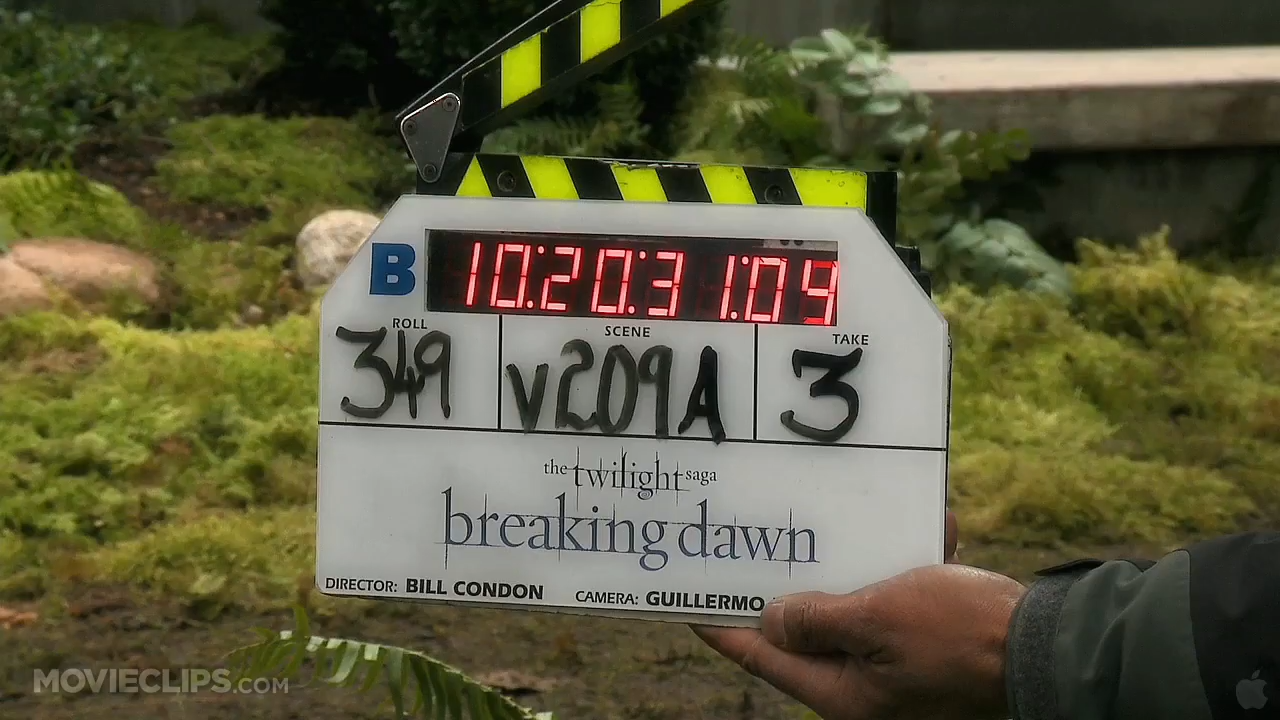 B 10:20:31:09
ROLL SCENE TAKE
349 v209A 3
the twilight saga
breaking dawn
DIRECTOR: BILL CONDON CAMERA: GUILLERMO
MOVIECLIPS.COM